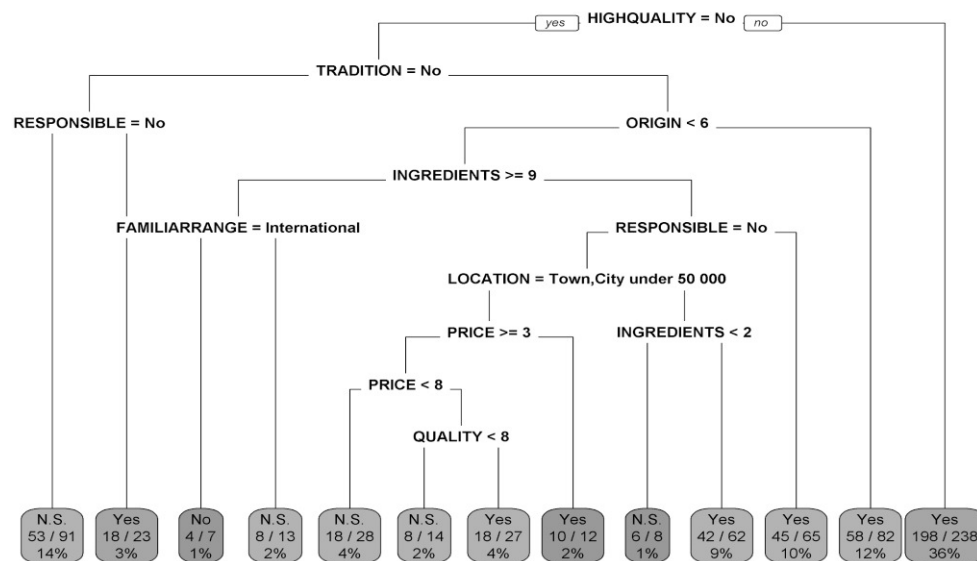 yes HIGHQUALITY = No no
TRADITION = No
RESPONSIBLE = No ORIGIN < 6
INGREDIENTS >= 9
FAMILIARRANGE = International RESPONSIBLE = No
LOCATION = Town,City under 50 000
PRICE >= 3 INGREDIENTS < 2
PRICE < 8
QUALITY < 8
N.S. Yes No N.S. N.S. N.S. Yes Yes N.S. Yes Yes Yes Yes
53 / 91 18 / 23 4 / 7 8 / 13 18 / 28 8 / 14 18 / 27 10 / 12 6 / 8 42 / 62 45 / 65 58 / 82 198 / 238
14% 3% 1% 2% 4% 2% 4% 2% 1% 9% 10% 12% 36%